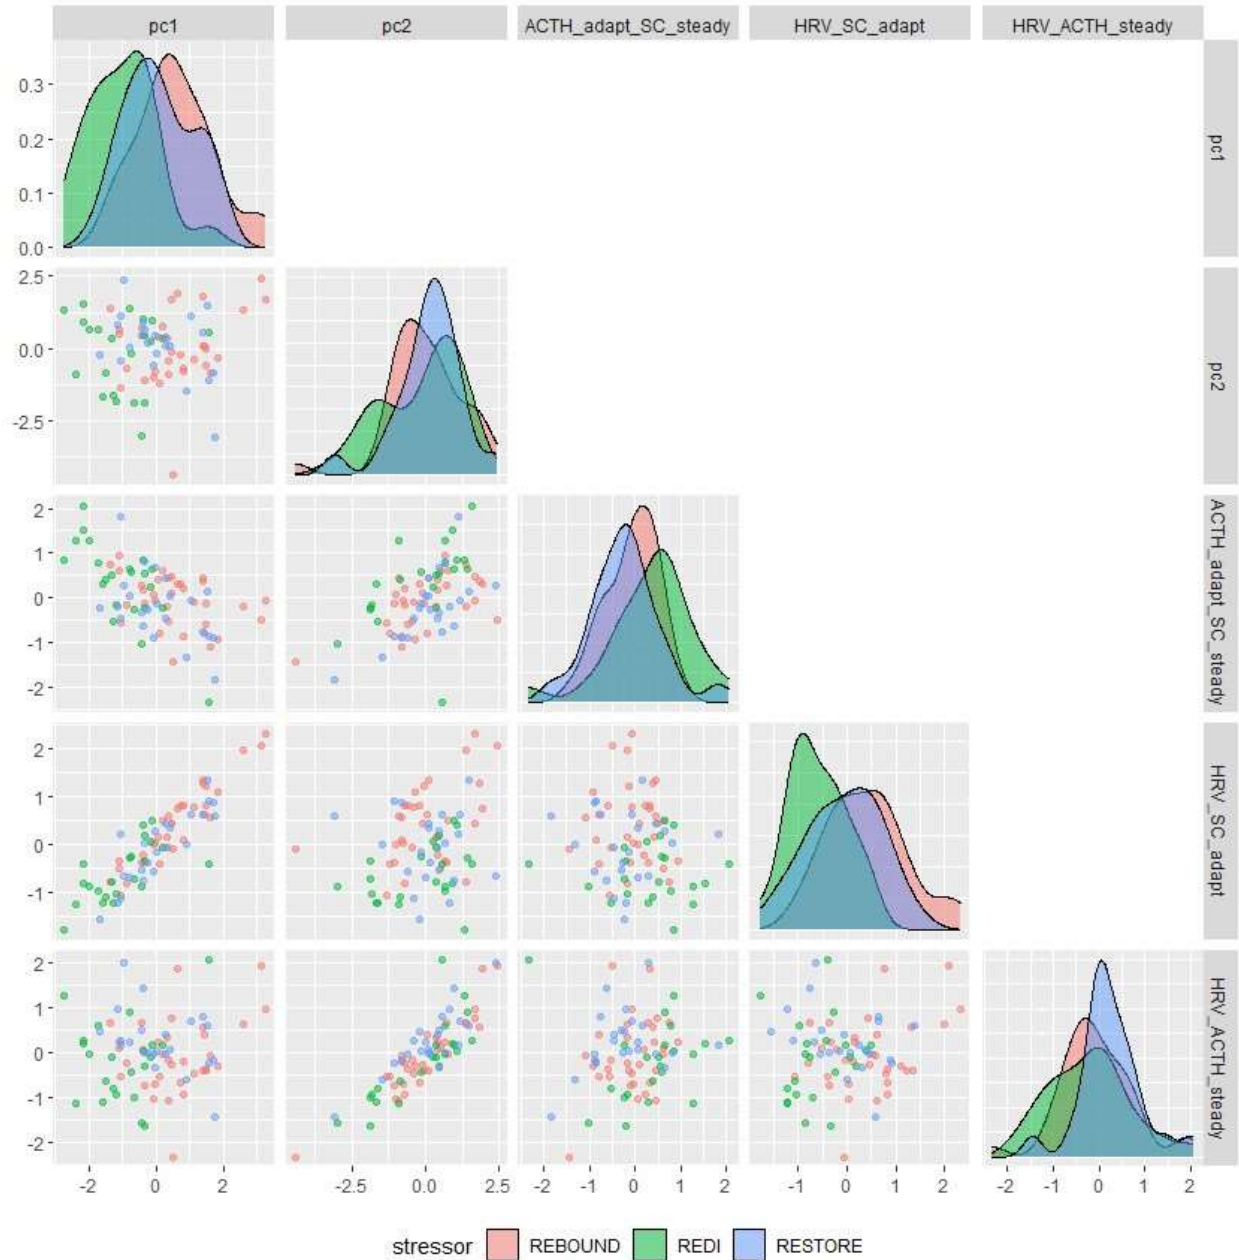 pc1 pc2 ACTH_adapt_SC_steady HRV_SC_adapt HRV_ACTH_steady
0.3
0.2
0.1
0.0
pc1
2.5
0.0
-2.5
pc2
2
1
0
-1
-2
ACTH_adapt_SC_steady
2
1
0
-1
HRV_SC_adapt
2
1
0
-1
-2
HRV_ACTH_steady
-2 0 2 -2.5 0.0 2.5 -2 -1 0 1 2 -1 0 1 2 -2 -1 0 1 2
stressor REBOUND REDI RESTORE